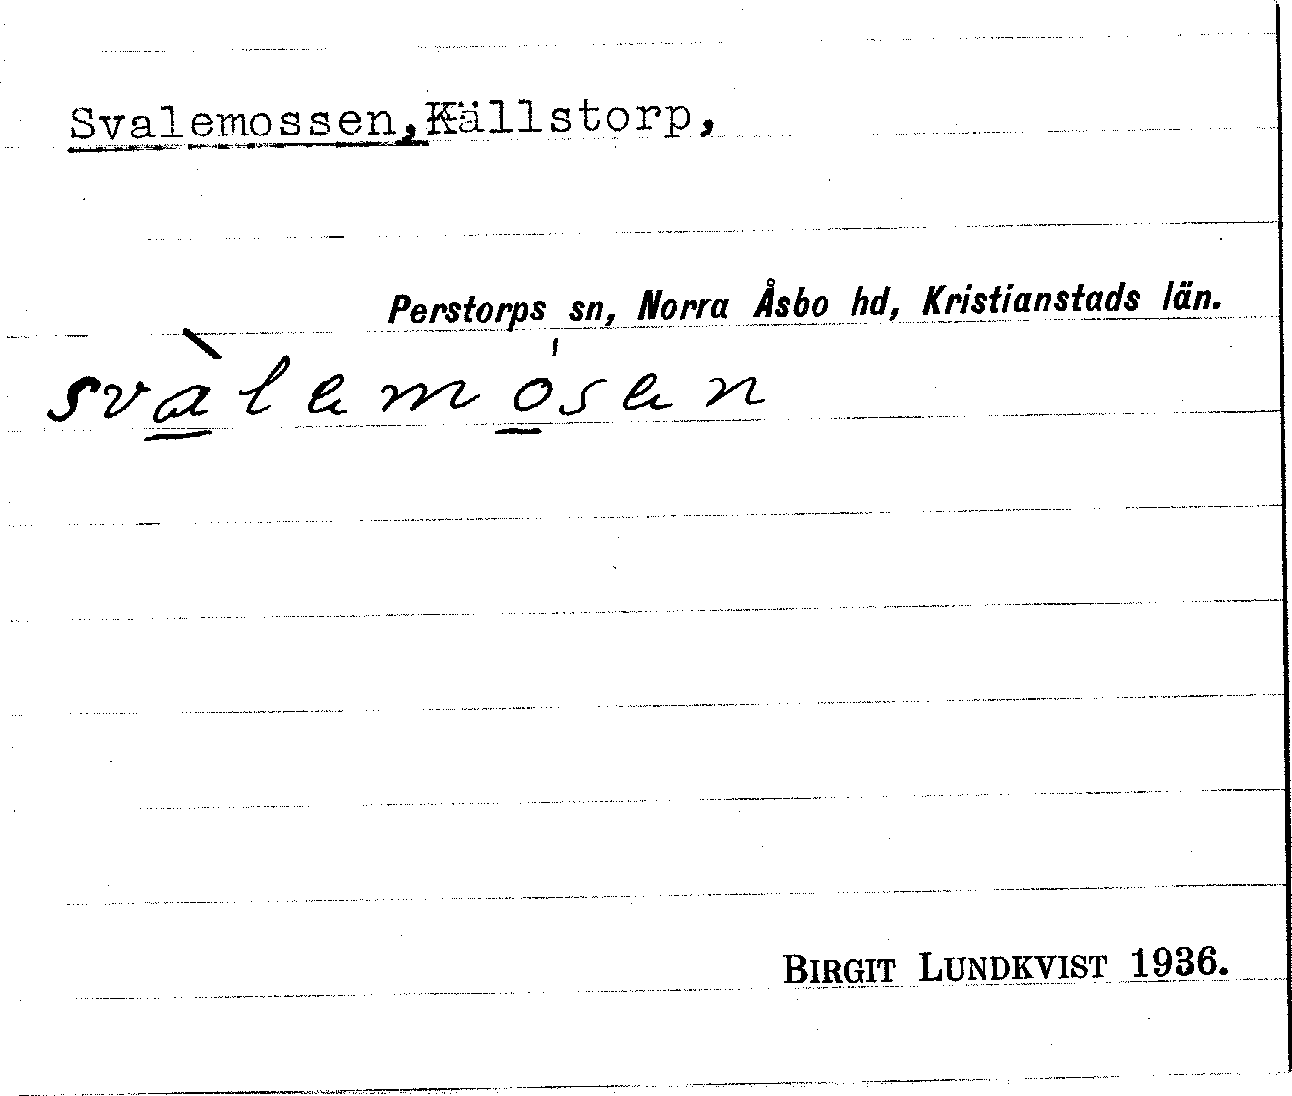 Svalemossen, Källstorp,
Perstorps sn, Norra Åsbo hd, Kristianstads län.
svàlemósen
BIRGIT LUNDKVIST 1936.